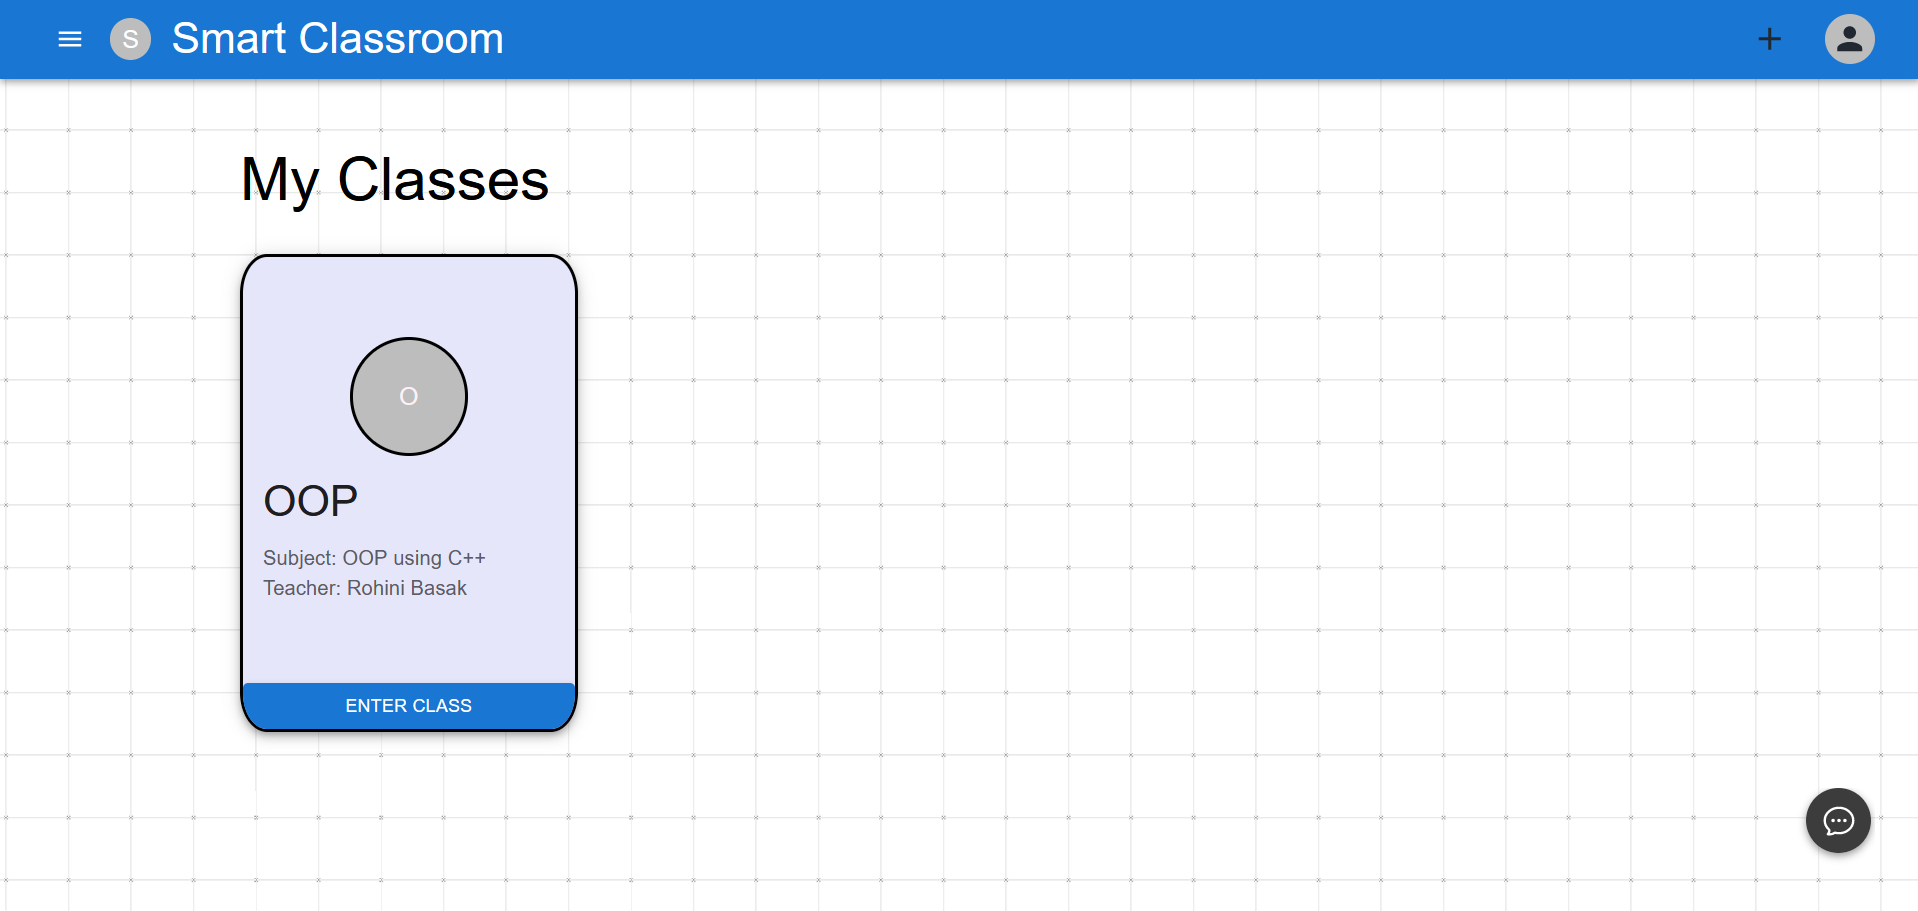 S Smart Classroom
My Classes
O
OOP
Subject: OOP using C++
Teacher: Rohini Basak
ENTER CLASS